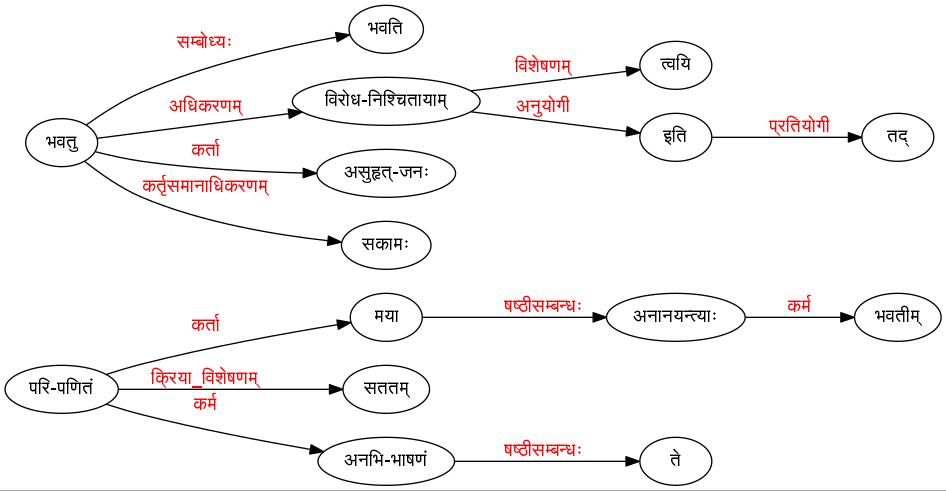 भवति
सम्बोध्यः
विशेषणम्
त्वयि
अधिकरणम्
विरोध-निश्चितायाम्
अनुयोगी
भवतु
इति
प्रतियोगी
तद्
कर्ता
असुहृत्-जनः
कर्तृसमानाधिकरणम्
सकामः
कर्ता
मया
षष्ठीसम्बन्धः
अनानयन्त्याः
कर्म
भवतीम्
परि-पणितं
क्रिया_विशेषणम्
सततम्
कर्म
अनभि-भाषणं
षष्ठीसम्बन्धः
ते